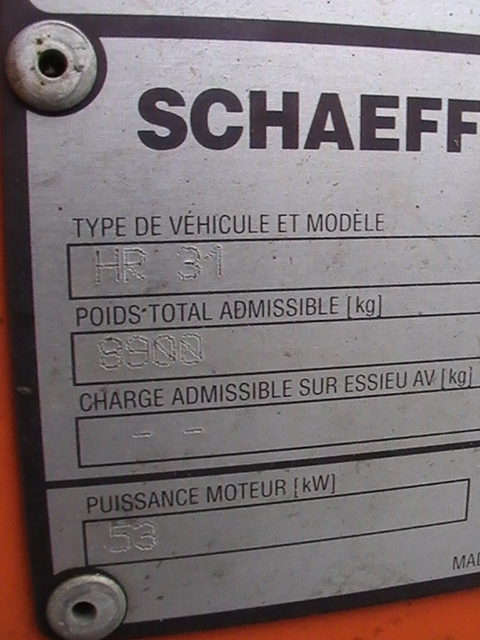 SCHAEFF
TYPE DE VÉHICULE ET MODÈLE
HR 31
POIDS TOTAL ADMISSIBLE [kg]
8900
CHARGE ADMISSIBLE SUR ESSIEU AV [kg]
- -
PUISSANCE MOTEUR [kW]
53